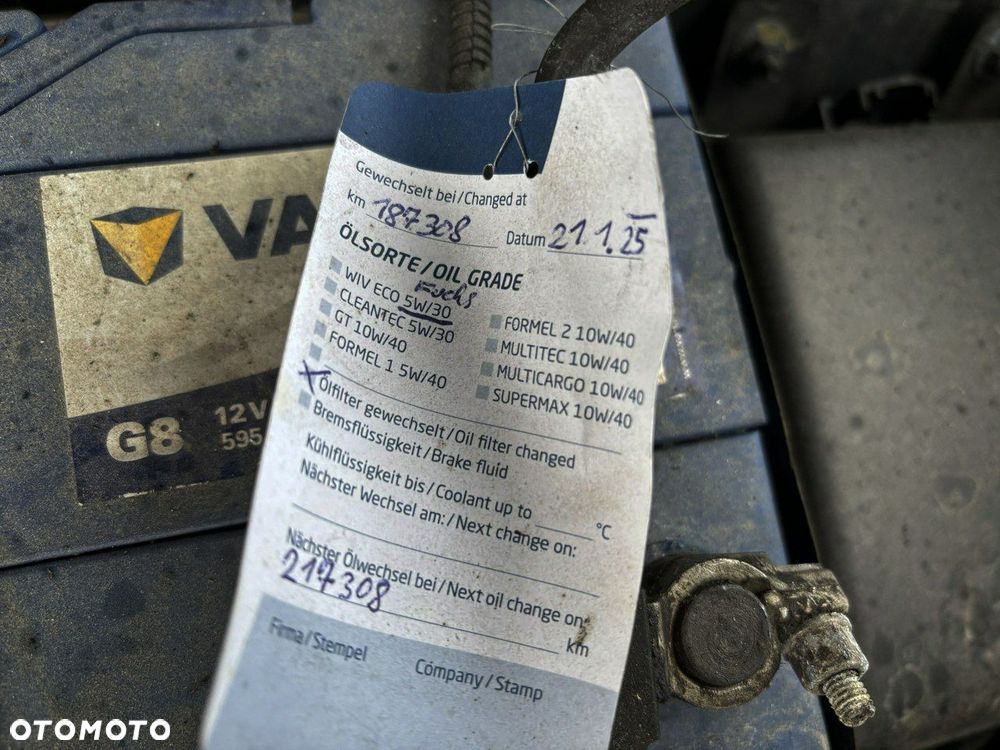 VA
G8 12V
595
Gewechselt bei/Changed at
km 187308 Datum 21.1.25
ÖLSORTE/OIL GRADE
Fuchs
WIV ECO 5W/30
CLEANTEC 5W/30
GT 10W/40
FORMEL 1 5W/40
FORMEL 2 10W/40
MULTITEC 10W/40
MULTICARGO 10W/40
SUPERMAX 10W/40
X Ölfilter gewechselt/Oil filter changed
Bremsflüssigkeit/Brake fluid
Kühlflüssigkeit bis/Coolant up to °C
Nächster Wechsel am:/Next change on:
Nächster Ölwechsel bei/Next oil change on:
217308 km
Firma/Stempel Company/Stamp
OTOMOTO